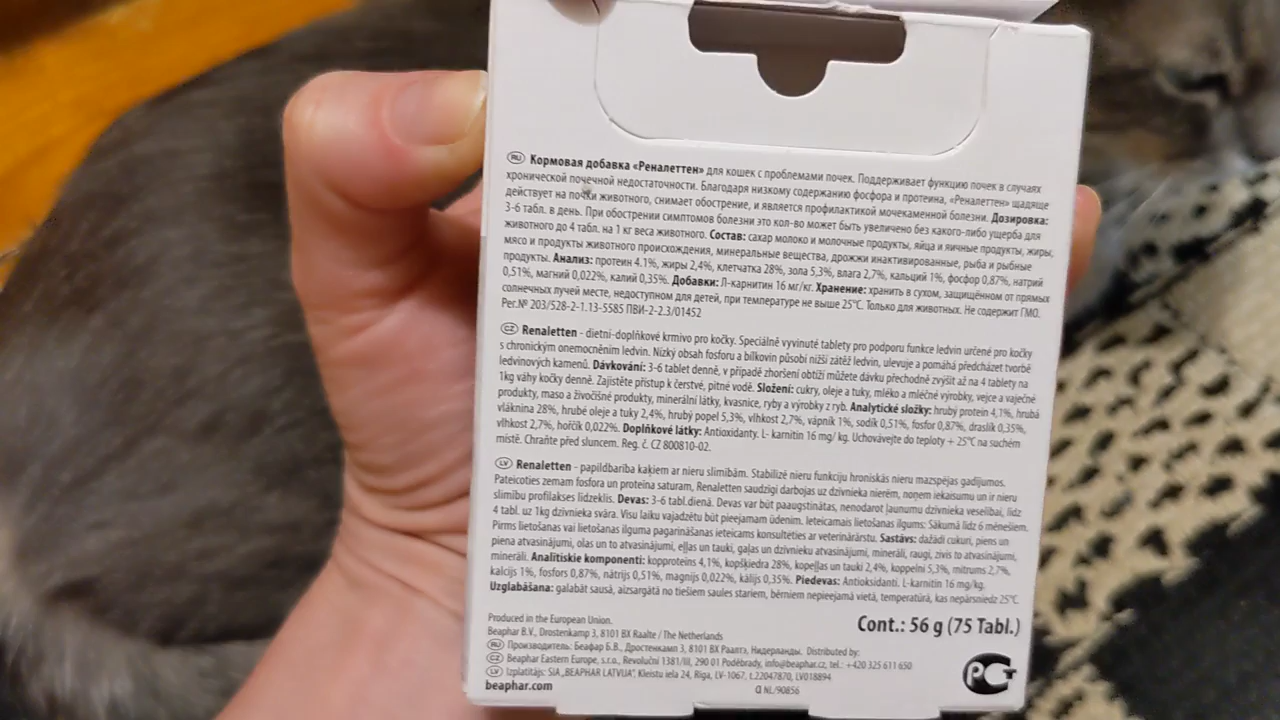 RU Кормовая добавка «Реналеттен» для кошек с проблемами почек. Поддерживает функцию почек в случаях
хронической почечной недостаточности. Благодаря низкому содержанию фосфора и протеина, «Реналеттен» щадяще
действует на почки животного, снимает обострение, и является профилактикой мочекаменной болезни. Дозировка:
3-6 табл. в день. При обострении симптомов болезни это кол-во может быть увеличено без какого-либо ущерба для
животного до 4 табл. на 1 кг веса животного. Состав: сахар молоко и молочные продукты, яйца и яичные продукты, жиры,
мясо и продукты животного происхождения, минеральные вещества, дрожжи инактивированные, рыба и рыбные
продукты. Анализ: протеин 4.1%, жиры 2,4%, клетчатка 28%, зола 5,3%, влага 2,7%, кальций 1%, фосфор 0,87%, натрий
0,51%, магний 0,022%, калий 0,35%. Добавки: Л-карнитин 16 мг/кг. Хранение: хранить в сухом, защищённом от прямых
солнечных лучей месте, недоступном для детей, при температуре не выше 25°С. Только для животных. Не содержит ГМО.
Рег.№ 203/528-2-1.13-5585 ПВИ-2-2.3/01452
CZ Renaletten - dietní-doplňkové krmivo pro kočky. Speciálně vyvinuté tablety pro podporu funkce ledvin určené pro kočky
s chronickým onemocněním ledvin. Nízký obsah fosforu a bílkovin působí nižší zátěž ledvin, ulevuje a pomáhá předcházet tvorbě
ledvinových kamenů. Dávkování: 3-6 tablet denně, v případě zhoršení obtíží můžete dávku přechodně zvýšit až na 4 tablety na
1kg váhy kočky denně. Zajistěte přístup k čerstvé, pitné vodě. Složení: cukry, oleje a tuky, mléko a mléčné výrobky, vejce a vaječné
produkty, maso a živočišné produkty, minerální látky, kvasnice, ryby a výrobky z ryb. Analytické složky: hrubý protein 4,1%, hrubá
vláknina 28%, hrubé oleje a tuky 2,4%, hrubý popel 5,3%, vlhkost 2,7%, vápník 1%, sodík 0,51%, fosfor 0,87%, draslík 0,35%,
vlhkost 2,7%, hořčík 0,022%. Doplňkové látky: Antioxidanty. L- karnitin 16 mg/ kg. Uchovávejte do teploty + 25°C na suchém
místě. Chraňte před sluncem. Reg. č. CZ 800810-02.
LV Renaletten - papildbarība kaķiem ar nieru slimībām. Stabilizē nieru funkciju hroniskās nieru mazspējas gadījumos.
Pateicoties zemam fosfora un proteīna saturam, Renaletten saudzīgi darbojas uz dzīvnieka nierēm, noņem iekaisumu un ir nieru
slimību profilakses līdzeklis. Devas: 3-6 tabl.dienā. Devas var būt paaugstinātas, nenodarot ļaunumu dzīvnieka veselībai, līdz
4 tabl. uz 1kg dzīvnieka svāra. Visu laiku vajadzētu būt pieejamam ūdenim. Ieteicamais lietošanas ilgums: Sākumā līdz 6 mēnešiem.
Pirms lietošanas vai lietošanas ilguma pagarināšanas ieteicams konsultēties ar veterinārārstu. Sastāvs: dažādi cukuri, piens un
piena atvasinājumi, olas un to atvasinājumi, eļļas un tauki, gaļas un dzīvnieku atvasinājumi, minerāli, raugi, zivis to atvasinājumi,
minerāli. Analītiskie komponenti: kopproteīns 4,1%, kopšķiedra 28%, kopeļļas un tauki 2,4%, koppelni 5,3%, mitrums 2,7%,
kalcijs 1%, fosfors 0,87%, nātrijs 0,51%, magnijs 0,022%, kālijs 0,35%. Piedevas: Antioksidanti. L-karnitīn 16 mg/kg.
Uzglabāšana: galabāt sausā, aizsargātā no tiešiem saules stariem, bērniem nepieejamā vietā, temperatūrā, kas nepārsniedz 25°C.
Produced in the European Union.
Cont.: 56 g (75 Tabl.)
Beaphar B.V., Drostenkamp 3, 8101 BX Raalte / The Netherlands
RU Производитель: Беафар Б.В., Дростенкамп 3, 8101 BX Раалтэ, Нидерланды. Distributed by:
CZ Beaphar Eastern Europe, s.r.o., Revoluční 1381/III, 290 01 Poděbrady, info@beaphar.cz, tel.: +420 325 611 650
LV Izplatītājs: SIA „BEAPHAR LATVIJA", Kleistu iela 24, Rīga, LV-1067, t.22047870, LV018894
beaphar.com
α NL/90856
РСТ